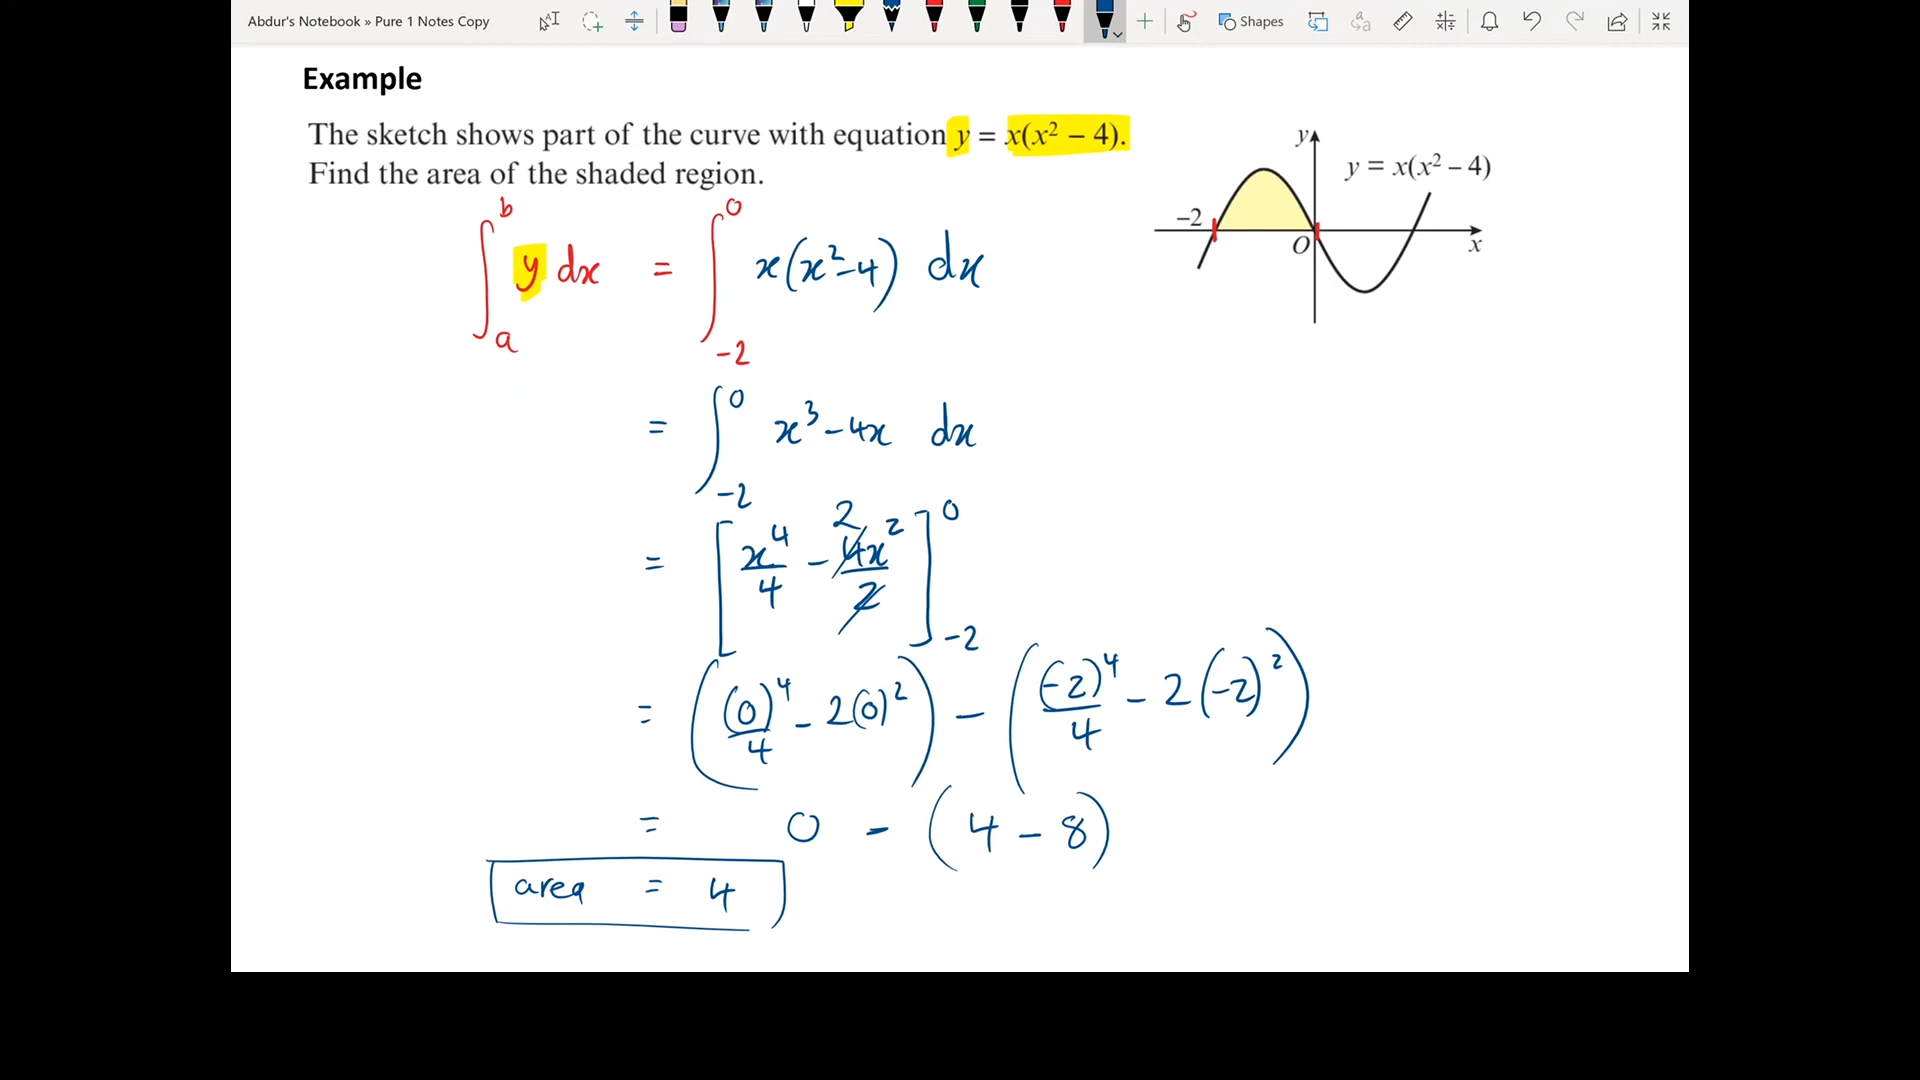 Abdur's Notebook » Pure 1 Notes Copy
Shapes
Example
The sketch shows part of the curve with equation y = x(x² – 4).
Find the area of the shaded region.
y
y = x(x² – 4)
–2
O
x
∫ₐᵇ y dx = ∫₋₂⁰ x(x²-4) dx
= ∫₋₂⁰ x³-4x dx
= [x⁴/4 - 4x²/2]₋₂⁰ 2
= ((0)⁴/4 - 2(0)²) - ((-2)⁴/4 - 2(-2)²)
= 0 - (4 - 8)
area = 4